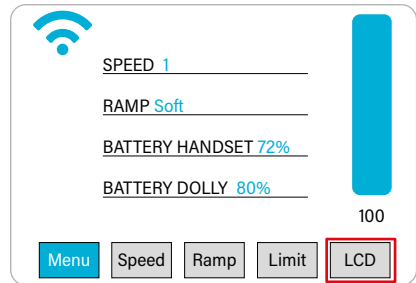 SPEED 1
RAMP Soft
BATTERY HANDSET 72%
BATTERY DOLLY 80%
100
Menu Speed Ramp Limit LCD